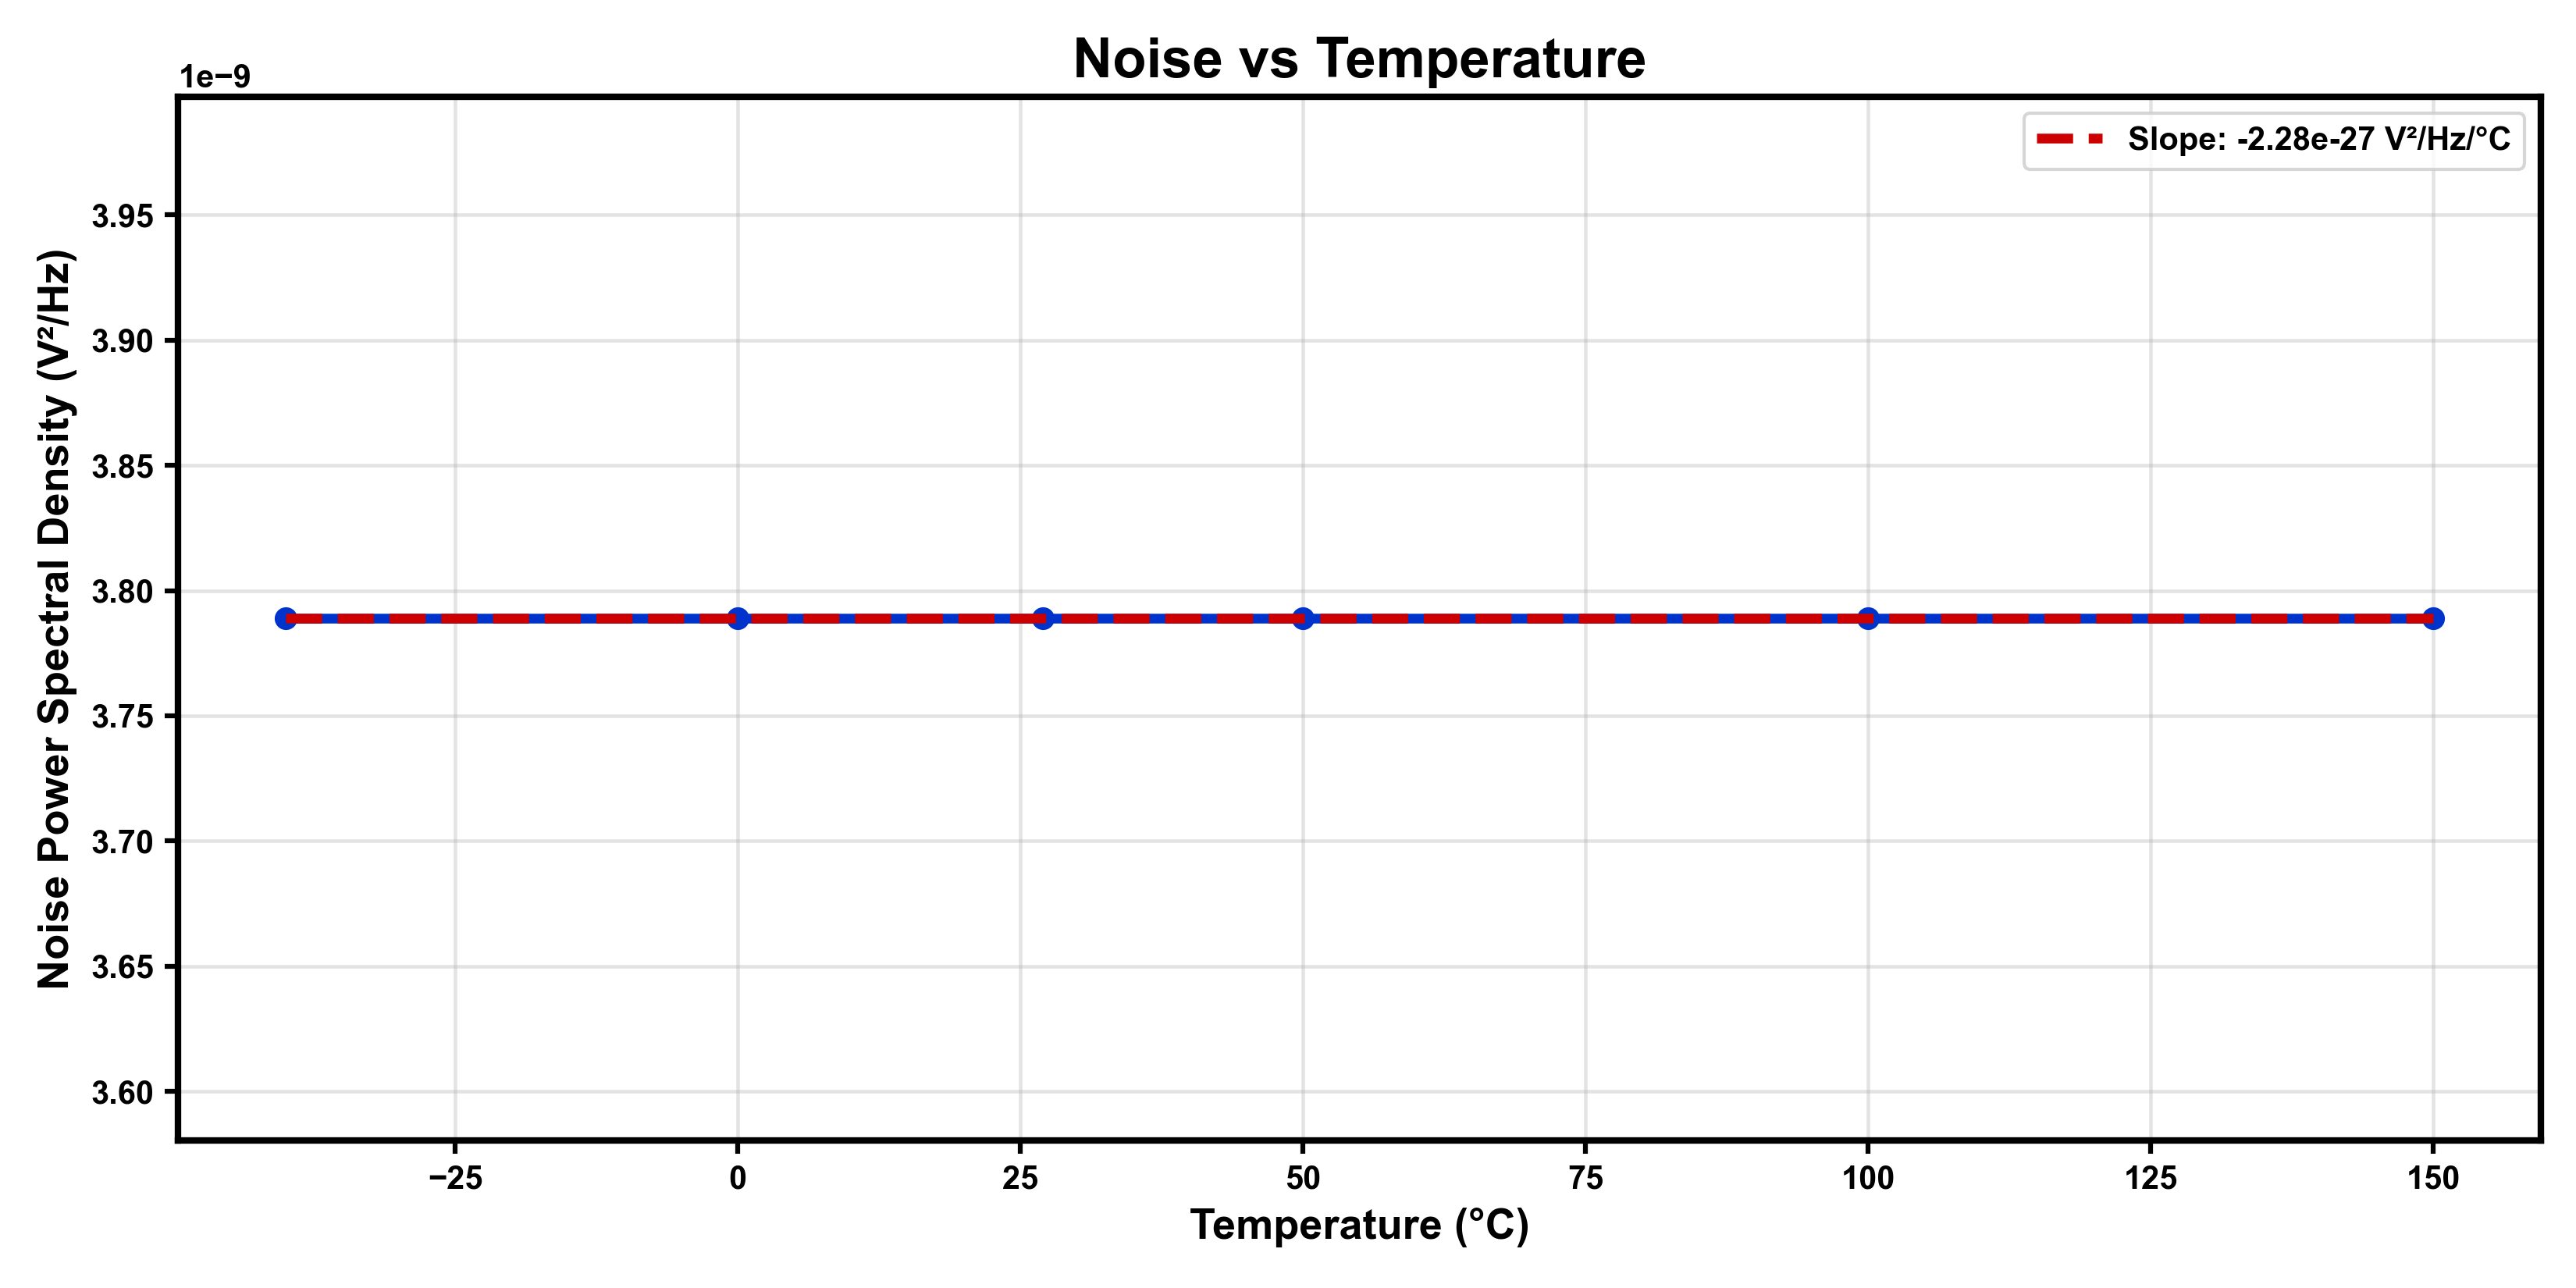 Noise vs Temperature
1e−9
Slope: -2.28e-27 V²/Hz/°C
Noise Power Spectral Density (V²/Hz)
3.95
3.90
3.85
3.80
3.75
3.70
3.65
3.60
−25 0 25 50 75 100 125 150
Temperature (°C)